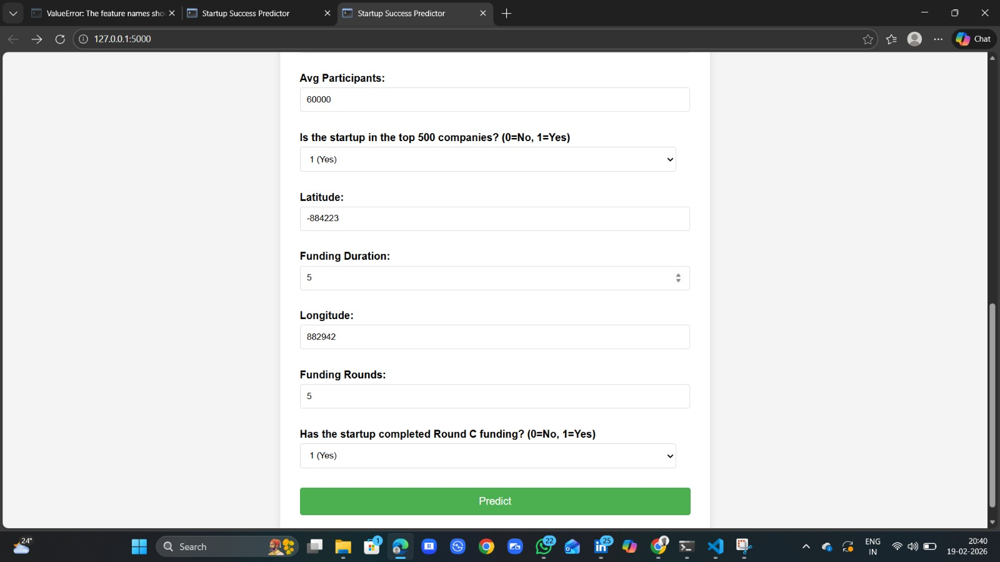 ValueError: The feature names shou
Startup Success Predictor
Startup Success Predictor
127.0.0.1:5000
Chat
Avg Participants:
60000
Is the startup in the top 500 companies? (0=No, 1=Yes)
1 (Yes)
Latitude:
-884223
Funding Duration:
5
Longitude:
882942
Funding Rounds:
5
Has the startup completed Round C funding? (0=No, 1=Yes)
1 (Yes)
Predict
24°
Search
1
22
25
ENG
IN
20:40
19-02-2026